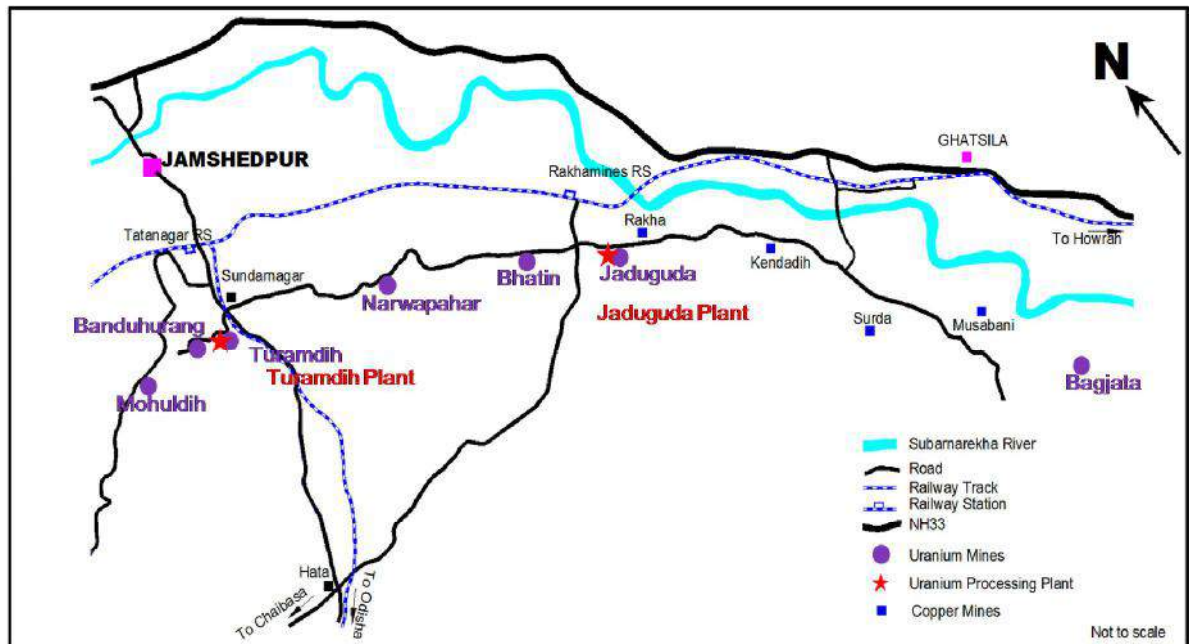 N
JAMSHEDPUR
GHATSILA
Rakhamines RS
Rakha
Tatanagar RS
To Howrah
Kendadih
Sundarnagar
Bhatin
Jaduguda
Narwapahar
Jaduguda Plant
Surda
Musabani
Banduhurang
Turamdih
Turamdih Plant
Bagjata
Mohuldih
Subarnarekha River
Road
Railway Track
Railway Station
NH33
Uranium Mines
Hata
Uranium Processing Plant
To Chaibasa
To Odisha
Copper Mines
Not to scale